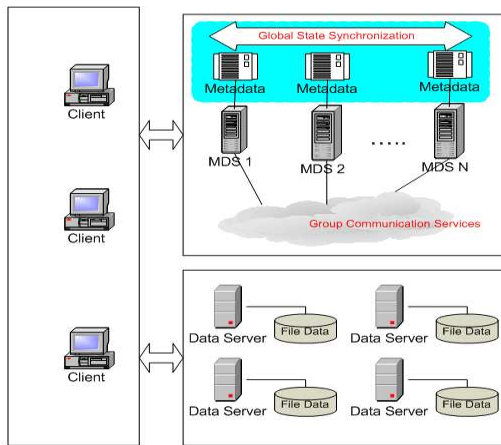 Global State Synchronization
Metadata
Metadata
Metadata
Client
MDS 1
MDS 2
.....
MDS N
Client
Group Communication Services
Data Server
File Data
Data Server
File Data
Client
Data Server
File Data
Data Server
File Data